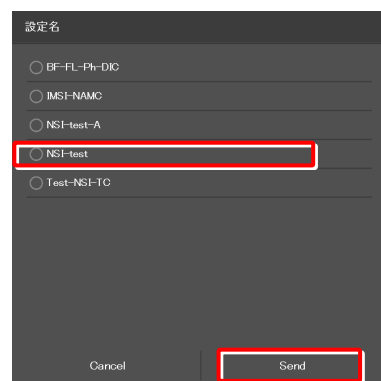 設定名
BF-FL-Ph-DIC
IMSI-NAMC
NSI-test-A
NSI-test
Test-NSI-TC
Cancel Send